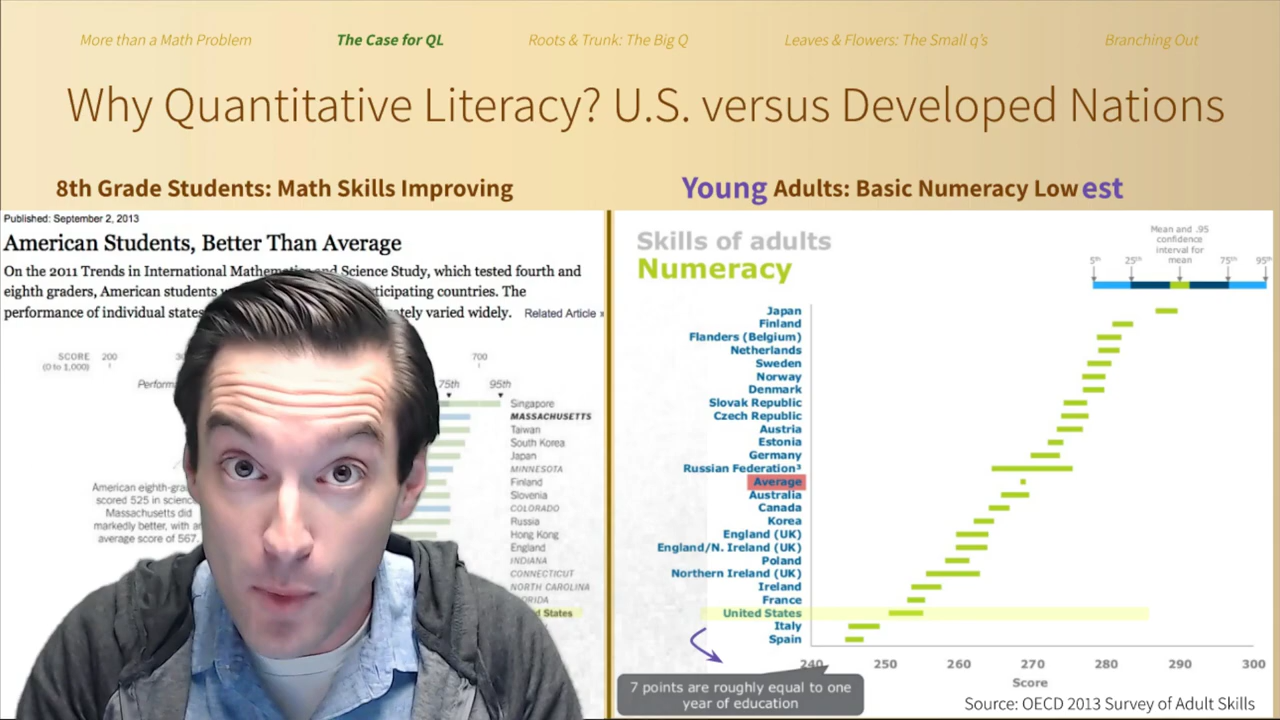 More than a Math Problem
The Case for QL
Roots & Trunk: The Big Q
Leaves & Flowers: The Small q's
Branching Out
Why Quantitative Literacy? U.S. versus Developed Nations
8th Grade Students: Math Skills Improving
Published: September 2, 2013
American Students, Better Than Average
On the 2011 Trends in International Mathematics and Science Study, which tested fourth and
eighth graders, American students ticipating countries. The
performance of individual states tely varied widely. Related Article »
SCORE 200 700
(0 to 1,000)
75th 95th
Singapore
MASSACHUSETTS
Taiwan
South Korea
Japan
MINNESOTA
Finland
Slovenia
COLORADO
Russia
Hong Kong
England
INDIANA
CONNECTICUT
NORTH CAROLINA
States
American eighth-gra
scored 525 in science
Massachusetts did
markedly better, with an
average score of 567.
Young Adults: Basic Numeracy Lowest
Skills of adults
Numeracy
Mean and .95
confidence
interval for
mean
5th 25th 75th 95th
Japan
Finland
Flanders (Belgium)
Netherlands
Sweden
Norway
Denmark
Slovak Republic
Czech Republic
Austria
Estonia
Germany
Russian Federation³
Average
Australia
Canada
Korea
England (UK)
England/N. Ireland (UK)
Poland
Northern Ireland (UK)
Ireland
France
United States
Italy
Spain
240 250 260 270 280 290 300
Score
7 points are roughly equal to one
year of education
Source: OECD 2013 Survey of Adult Skills